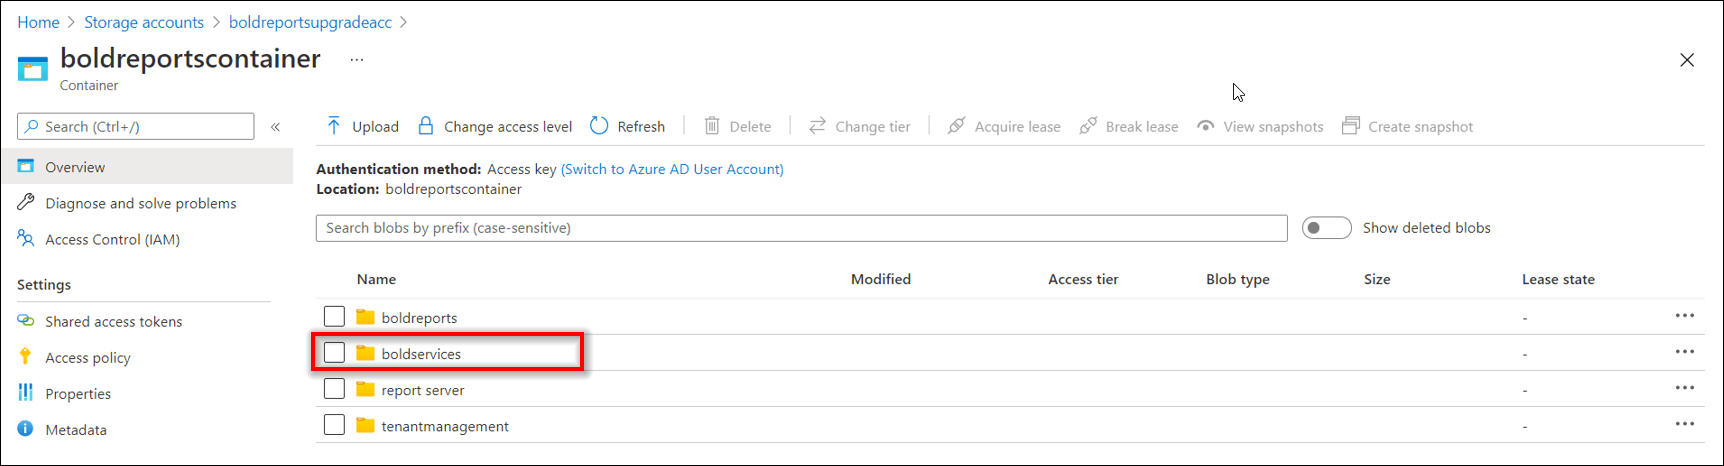 Home > Storage accounts > boldreportsupgradeacc >
boldreportscontainer ...
Container
Search (Ctrl+/) «
Upload Change access level Refresh Delete Change tier Acquire lease Break lease View snapshots Create snapshot
Overview
Diagnose and solve problems
Access Control (IAM)
Settings
Shared access tokens
Access policy
Properties
Metadata
Authentication method: Access key (Switch to Azure AD User Account)
Location: boldreportscontainer
Search blobs by prefix (case-sensitive) Show deleted blobs
Name Modified Access tier Blob type Size Lease state
boldreports - ...
boldservices - ...
report server - ...
tenantmanagement - ...